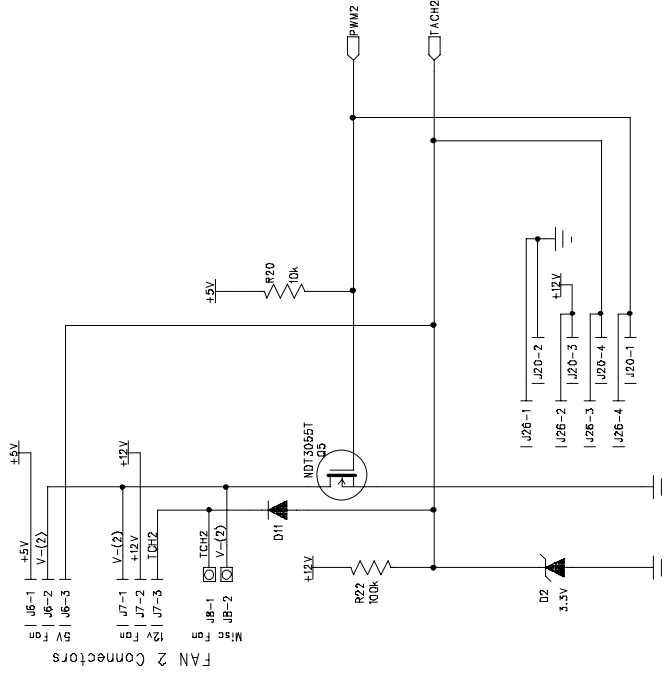 PWM2
TACH2
+5V
R20
10k
+5V
+12V
NDT3055T
Q5
+5V
J6-1
V-(2)
J6-2
J6-3
5V Fan
V-(2)
J7-1
+12V
J7-2
TCH2
J7-3
12v Fan
TCH2
J8-1
V-(2)
J8-2
Misc Fan
FAN 2 Connectors
D11
+12V
R22
100k
D2
3.3V
+12V
J26-1
J20-2
J26-2
J20-3
J26-3
J20-4
J26-4
J20-1